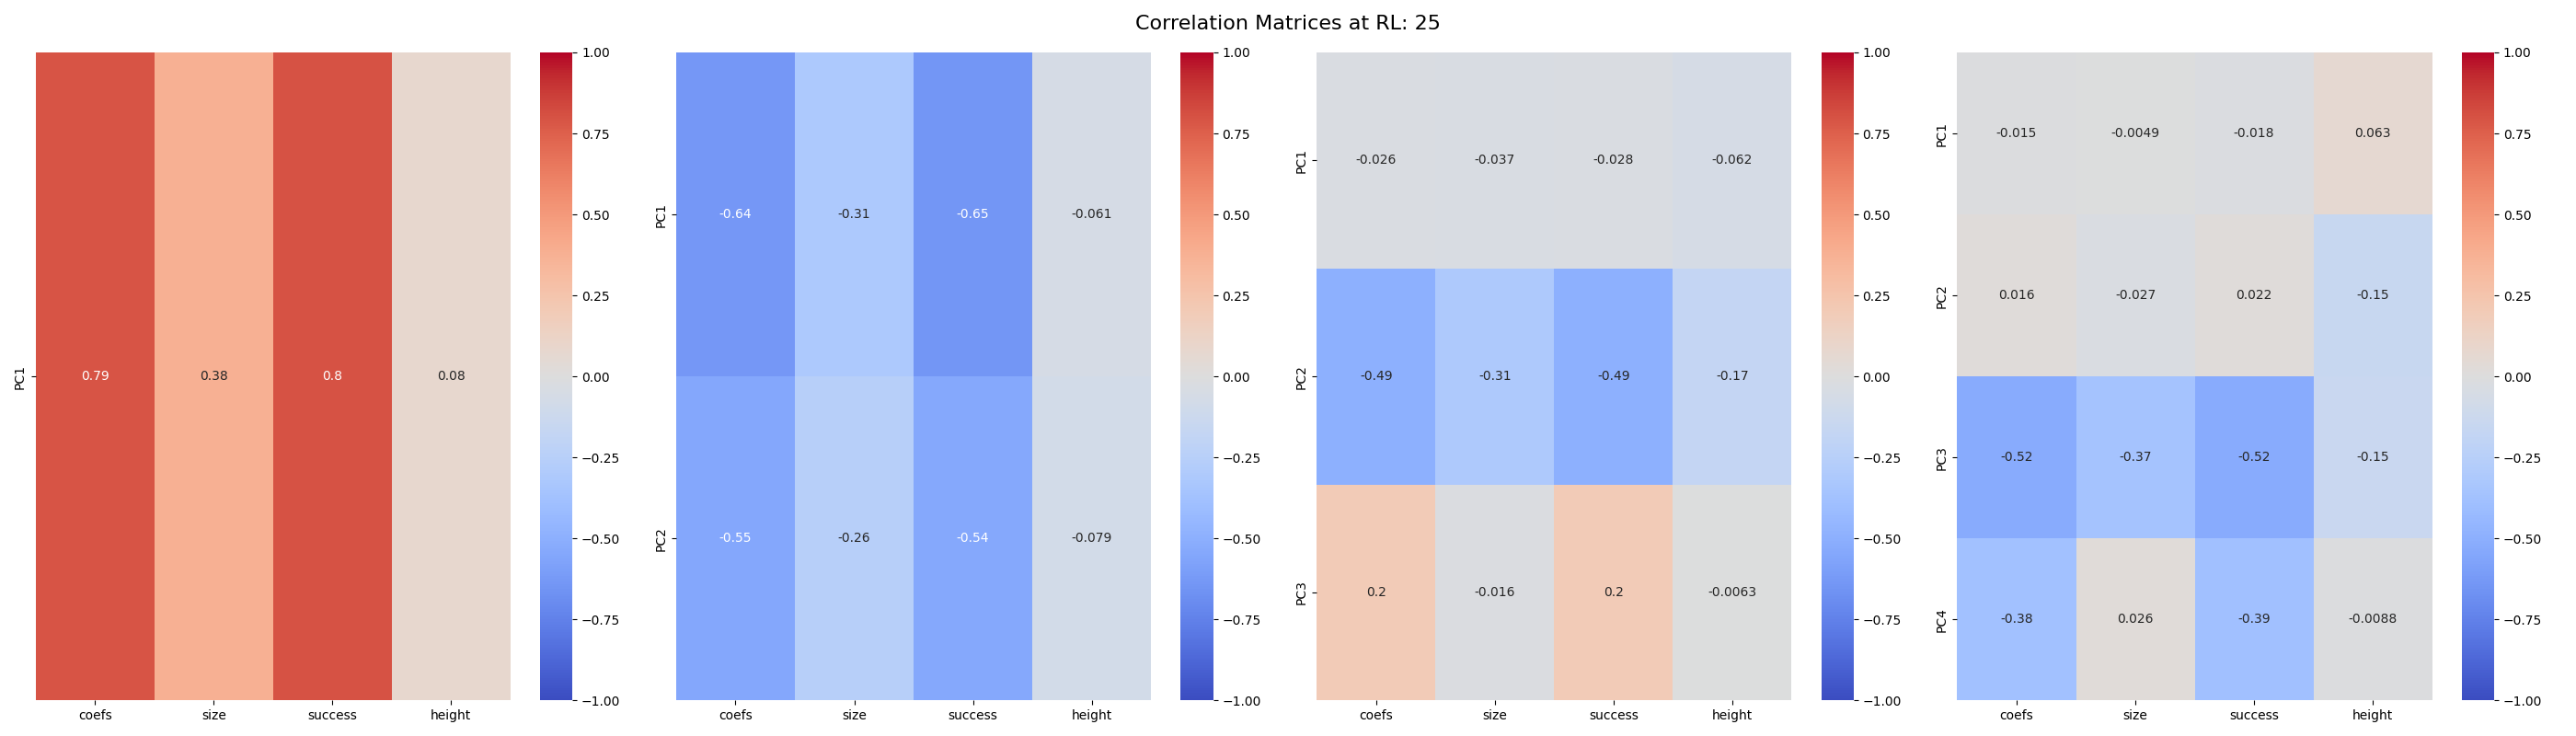 Correlation Matrices at RL: 25
PC1
0.79 0.38 0.8 0.08
coefs size success height
1.00
0.75
0.50
0.25
0.00
−0.25
−0.50
−0.75
−1.00
PC1
-0.64 -0.31 -0.65 -0.061
PC2
-0.55 -0.26 -0.54 -0.079
coefs size success height
1.00
0.75
0.50
0.25
0.00
−0.25
−0.50
−0.75
−1.00
PC1
-0.026 -0.037 -0.028 -0.062
PC2
-0.49 -0.31 -0.49 -0.17
PC3
0.2 -0.016 0.2 -0.0063
coefs size success height
1.00
0.75
0.50
0.25
0.00
−0.25
−0.50
−0.75
−1.00
PC1
-0.015 -0.0049 -0.018 0.063
PC2
0.016 -0.027 0.022 -0.15
PC3
-0.52 -0.37 -0.52 -0.15
PC4
-0.38 0.026 -0.39 -0.0088
coefs size success height
1.00
0.75
0.50
0.25
0.00
−0.25
−0.50
−0.75
−1.00